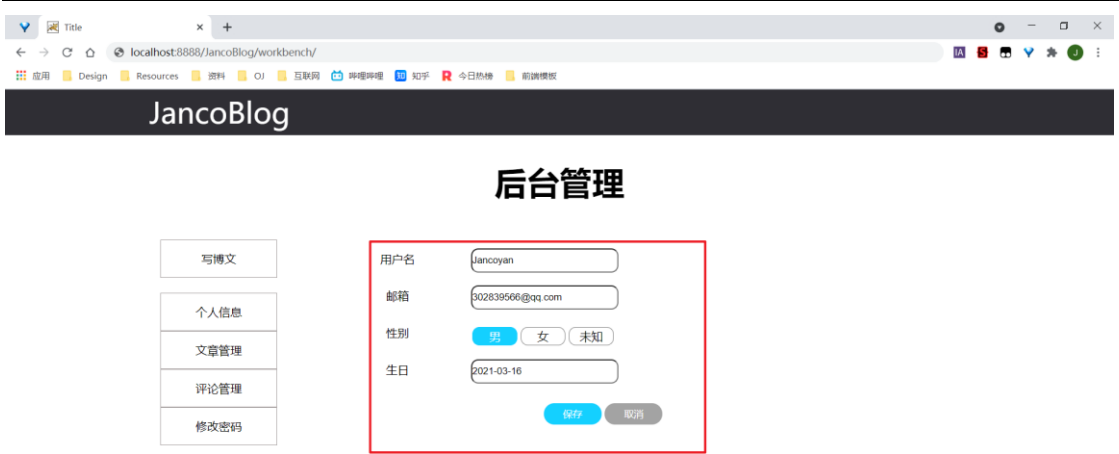 Title
localhost:8888/JancoBlog/workbench/
应用 Design Resources 资料 OJ 互联网 哔哩哔哩 知乎 今日热榜 前端模板
JancoBlog
后台管理
写博文
个人信息
文章管理
评论管理
修改密码
用户名 Jancoyan
邮箱 302839566@qq.com
性别 男 女 未知
生日 2021-03-16
保存 取消